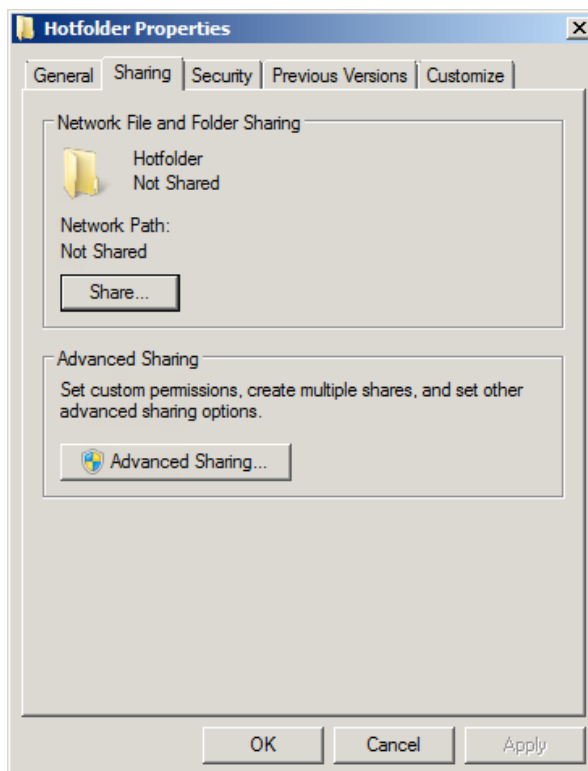 Hotfolder Properties
General Sharing Security Previous Versions Customize
Network File and Folder Sharing
Hotfolder
Not Shared
Network Path:
Not Shared
Share...
Advanced Sharing
Set custom permissions, create multiple shares, and set other
advanced sharing options.
Advanced Sharing...
OK Cancel Apply